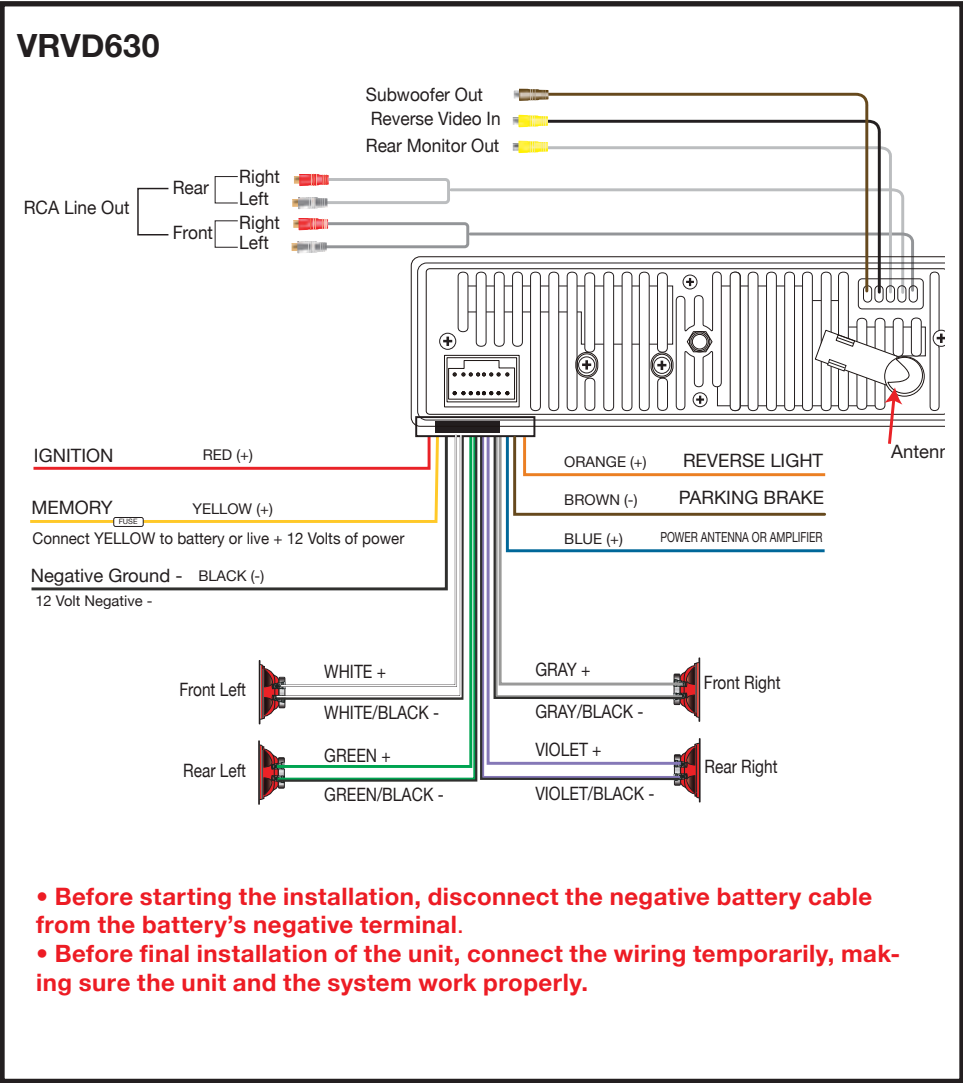 VRVD630
Subwoofer Out
Reverse Video In
Rear Monitor Out
RCA Line Out
Rear
Right
Left
Front
Right
Left
Antenn
IGNITION RED (+)
MEMORY YELLOW (+)
FUSE
Connect YELLOW to battery or live + 12 Volts of power
Negative Ground - BLACK (-)
12 Volt Negative -
ORANGE (+) REVERSE LIGHT
BROWN (-) PARKING BRAKE
BLUE (+) POWER ANTENNA OR AMPLIFIER
Front Left
WHITE +
WHITE/BLACK -
GRAY +
GRAY/BLACK -
Front Right
Rear Left
GREEN +
GREEN/BLACK -
VIOLET +
VIOLET/BLACK -
Rear Right
• Before starting the installation, disconnect the negative battery cable
from the battery's negative terminal.
• Before final installation of the unit, connect the wiring temporarily, mak-
ing sure the unit and the system work properly.